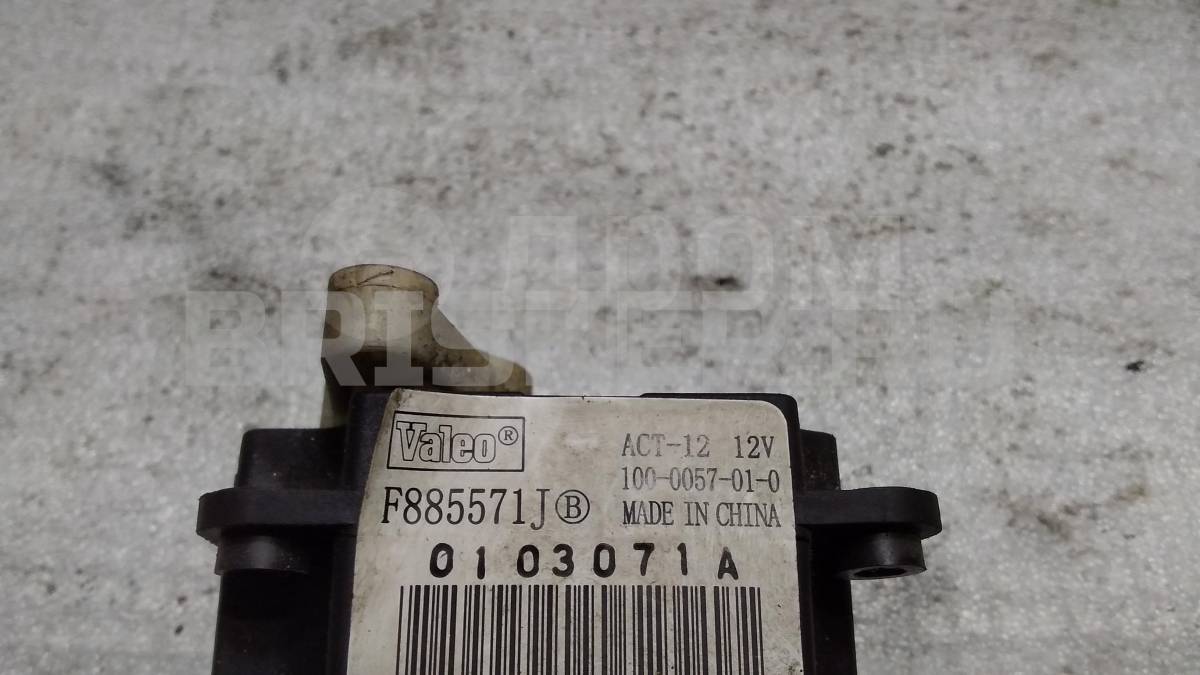 Valeo®
ACT-12 12V
100-0057-01-0
F885571J Ⓑ
MADE IN CHINA
0103071A